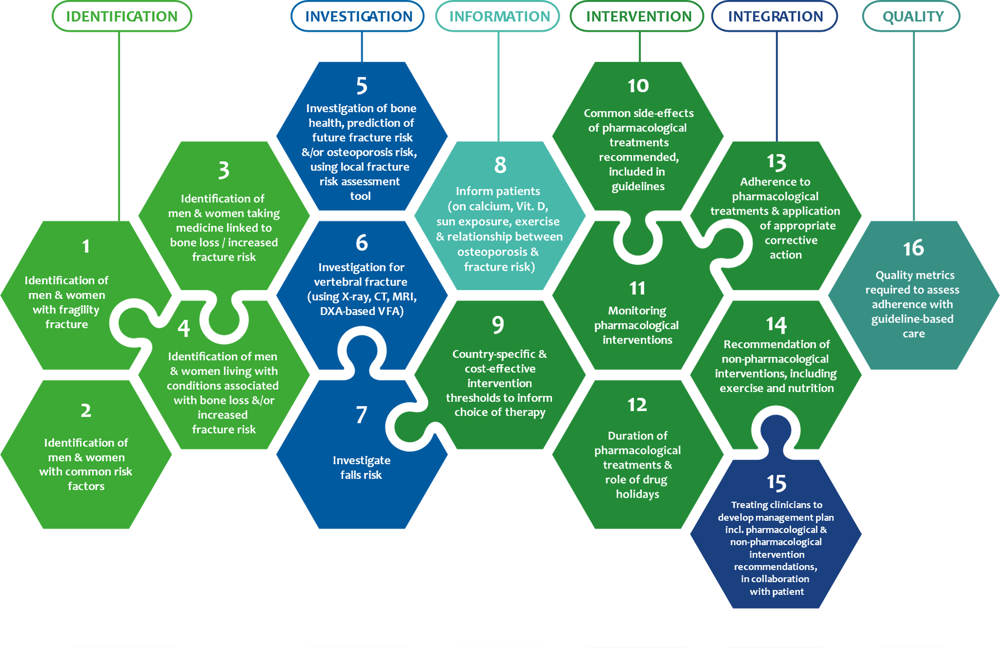 IDENTIFICATION
INVESTIGATION
INFORMATION
INTERVENTION
INTEGRATION
QUALITY
1
Identification of
men & women
with fragility
fracture
2
Identification of
men & women
with common risk
factors
3
Identification of
men & women taking
medicine linked to
bone loss / increased
fracture risk
4
Identification of men
& women living with
conditions associated
with bone loss &/or
increased
fracture risk
5
Investigation of bone
health, prediction of
future fracture risk
&/or osteoporosis risk,
using local fracture
risk assessment
tool
6
Investigation for
vertebral fracture
(using X-ray, CT, MRI,
DXA-based VFA)
7
Investigate
falls risk
8
Inform patients
(on calcium, Vit. D,
sun exposure, exercise
& relationship between
osteoporosis &
fracture risk)
9
Country-specific &
cost-effective
intervention
thresholds to inform
choice of therapy
10
Common side-effects
of pharmacological
treatments
recommended,
included in
guidelines
11
Monitoring
pharmacological
interventions
12
Duration of
pharmacological
treatments &
role of drug
holidays
13
Adherence to
pharmacological
treatments & application
of appropriate
corrective
action
14
Recommendation of
non-pharmacological
interventions, including
exercise and nutrition
15
Treating clinicians to
develop management plan
incl. pharmacological &
non-pharmacological
intervention
recommendations,
in collaboration
with patient
16
Quality metrics
required to assess
adherence with
guideline-based
care